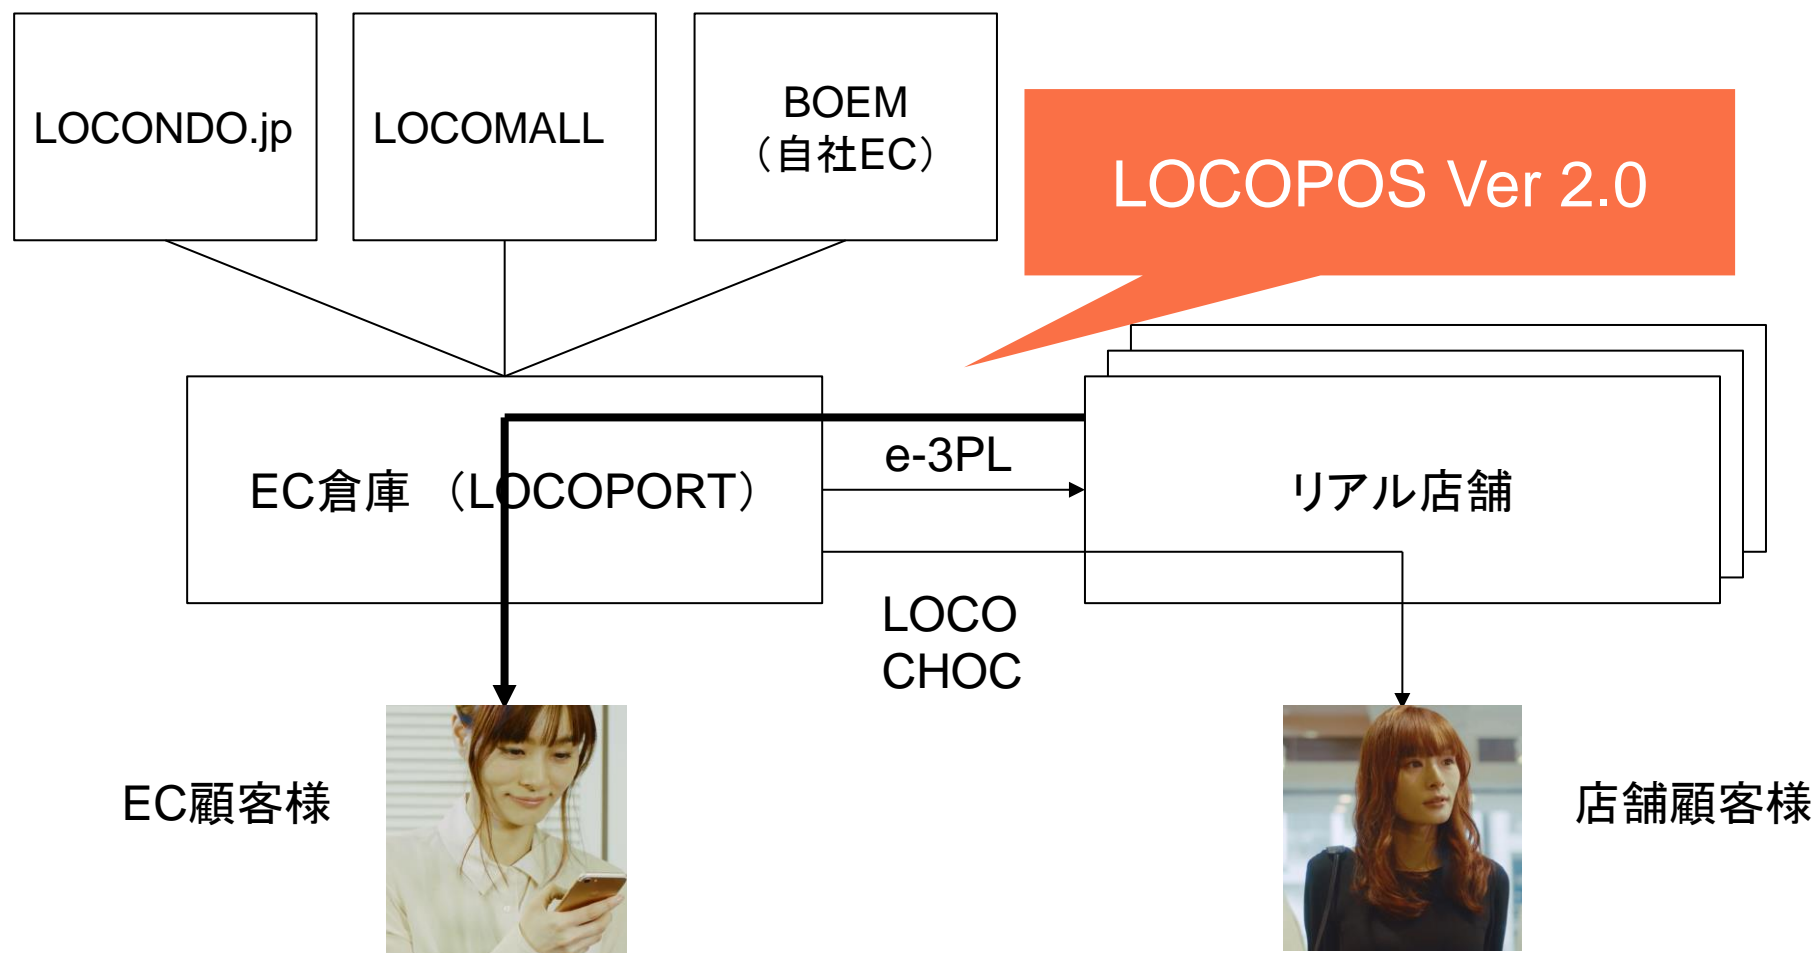 LOCONDO.jp
LOCOMALL
BOEM
（自社EC）
LOCOPOS Ver 2.0
e-3PL
EC倉庫 （LOCOPORT）
リアル店舗
LOCO
CHOC
EC顧客様
店舗顧客様